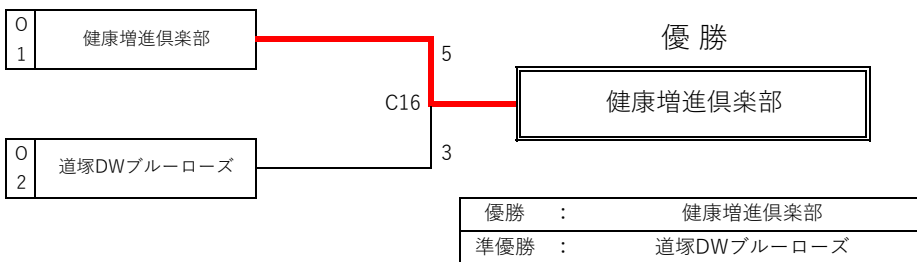 0
1
健康増進倶楽部
5
優 勝
健康増進倶楽部
C16
0
2
道塚DWブルーローズ
3
優勝 : 健康増進倶楽部
準優勝 : 道塚DWブルーローズ